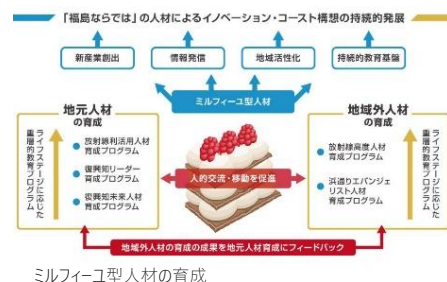 「福島ならでは」の人材によるイノベーション・コースト構想の持続的発展
新産業創出
情報発信
地域活性化
持続的教育基盤
ミルフィーユ型人材
地元人材
の育成
ライフステージに応じた
重層的教育プログラム
放射線利活用人材
育成プログラム
復興知リーダー
育成プログラム
復興知未来人材
育成プログラム
人的交流・移動を促進
地域外人材
の育成
放射線高度人材
育成プログラム
浜通りエバンジェ
リスト人材
育成プログラム
ライフステージに応じた
重層的教育プログラム
地域外人材の育成の成果を地元人材育成にフィードバック
ミルフィーユ型人材の育成